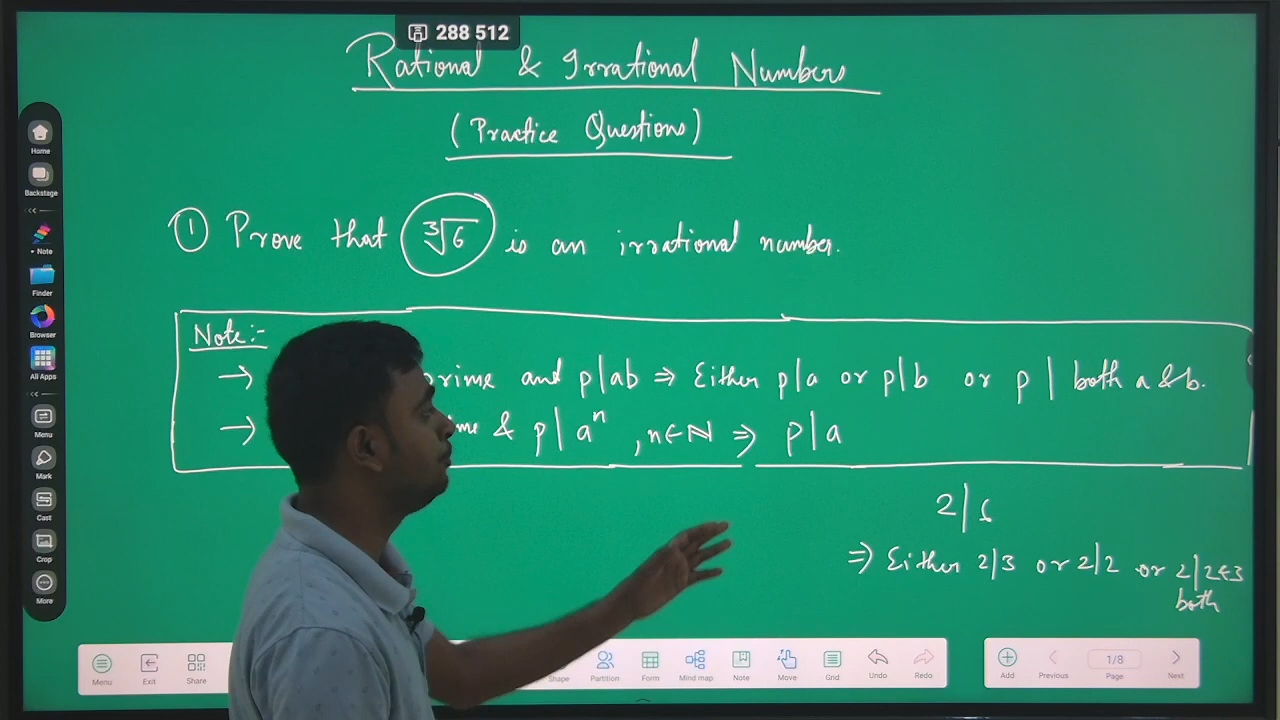 288 512
Rational & Irrational Numbers
(Practice Questions)
① Prove that ∛6 is an irrational number.
Note:-
→ prime and p|ab ⇒ Either p|a or p|b or p | both a & b.
→ & p|aⁿ , n∈N ⇒ p|a
2|6
⇒ Either 2|3 or 2|2 or 2|2&3
both
Home
Backstage
Note
Finder
Browser
All Apps
Menu
Mark
Cast
Crop
More
Menu Exit Share Shape Partition Form Mind map Note Move Grid Undo Redo Add Previous 1/8 Page Next